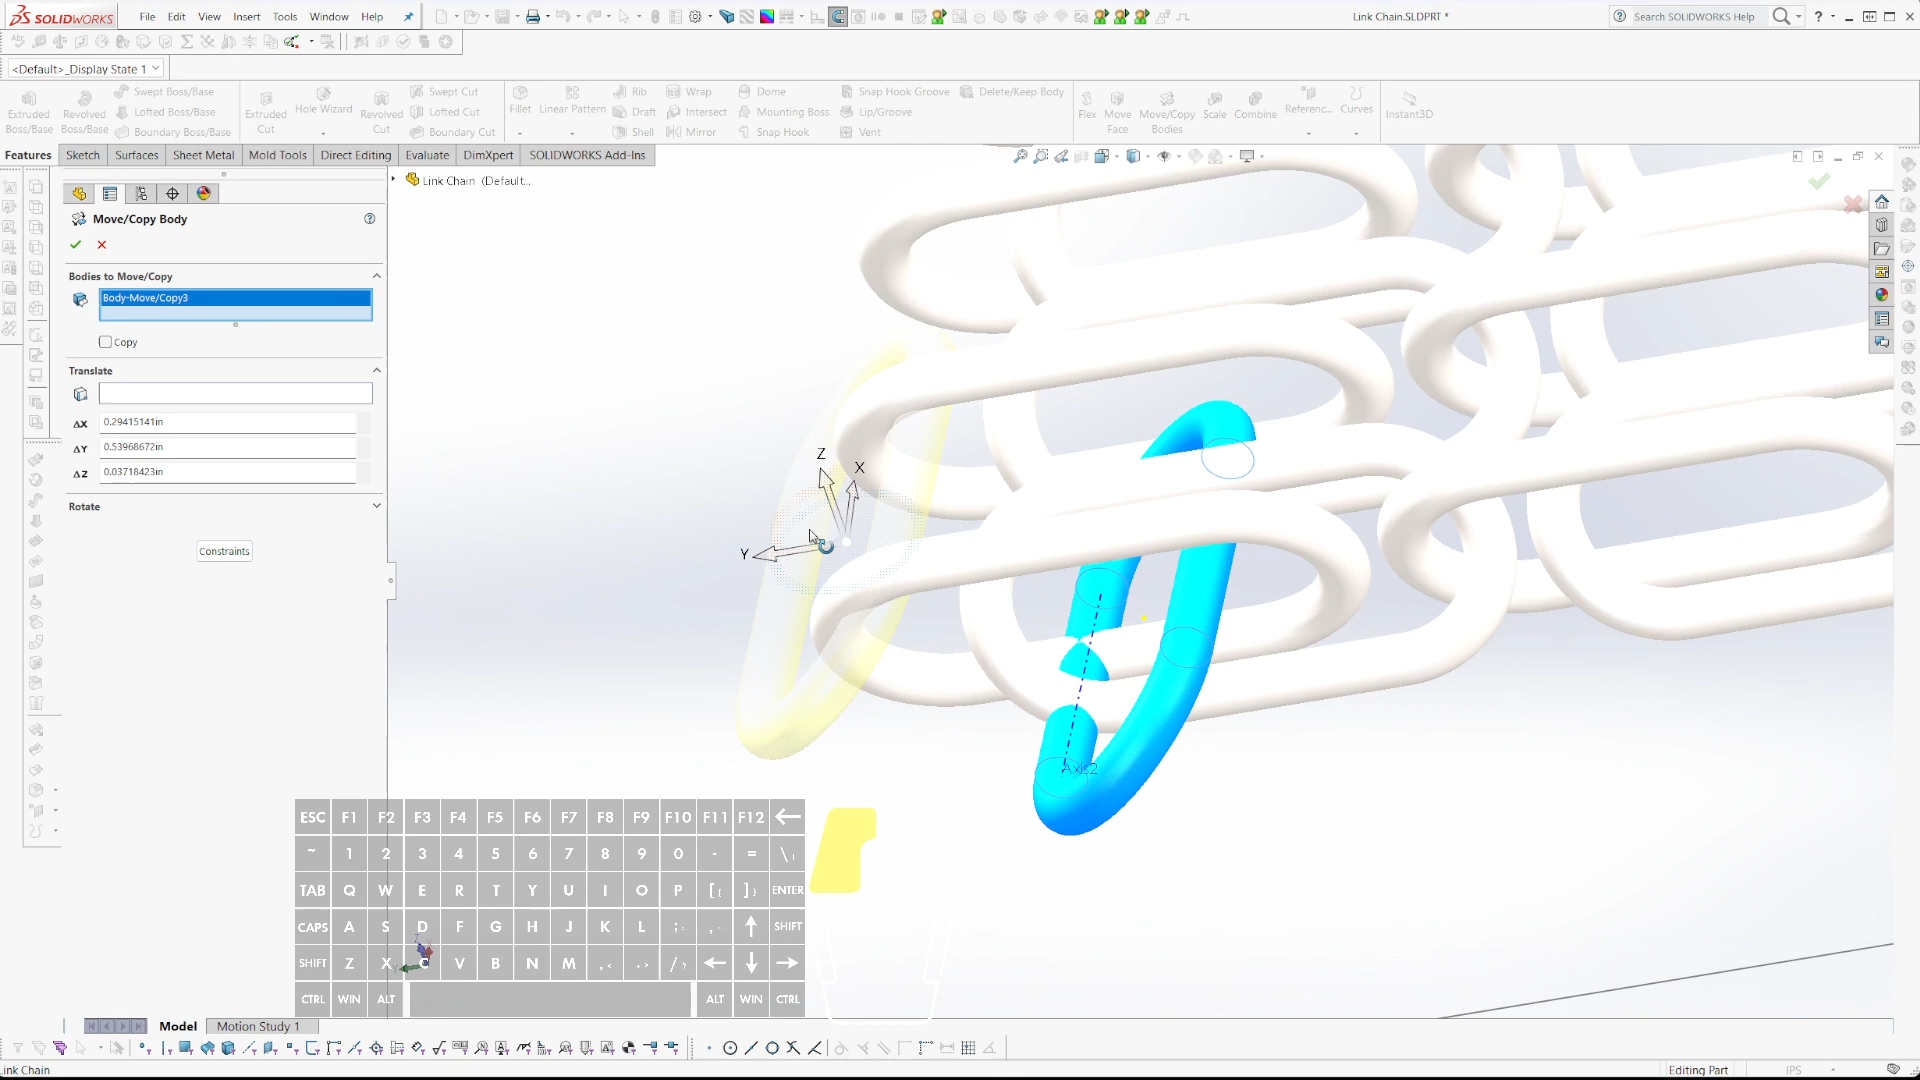 SOLIDWORKS File Edit View Insert Tools Window Help Link Chain.SLDPRT * Search SOLIDWORKS Help
<Default>_Display State 1
Extruded Boss/Base
Revolved Boss/Base
Swept Boss/Base
Lofted Boss/Base
Boundary Boss/Base
Extruded Cut
Hole Wizard
Revolved Cut
Swept Cut
Lofted Cut
Boundary Cut
Fillet
Linear Pattern
Rib
Draft
Shell
Wrap
Intersect
Mirror
Dome
Mounting Boss
Snap Hook
Snap Hook Groove
Lip/Groove
Vent
Delete/Keep Body
Flex
Move Face
Move/Copy Bodies
Scale
Combine
Referenc...
Curves
Instant3D
Features Sketch Surfaces Sheet Metal Mold Tools Direct Editing Evaluate DimXpert SOLIDWORKS Add-Ins
Link Chain (Default...
Move/Copy Body
Bodies to Move/Copy
Body-Move/Copy3
Copy
Translate
ΔX 0.29415141in
ΔY 0.53968672in
ΔZ 0.03718423in
Rotate
Constraints
Z
X
Y
Axis2
ESC F1 F2 F3 F4 F5 F6 F7 F8 F9 F10 F11 F12 ←
~ 1 2 3 4 5 6 7 8 9 0 - = \ |
TAB Q W E R T Y U I O P [ { ] } ENTER
CAPS A S D F G H J K L ; : , . ↑ SHIFT
SHIFT Z X C V B N M , < . > / ? ← ↓ →
CTRL WIN ALT ALT WIN CTRL
Model Motion Study 1
ink Chain Editing Part IPS